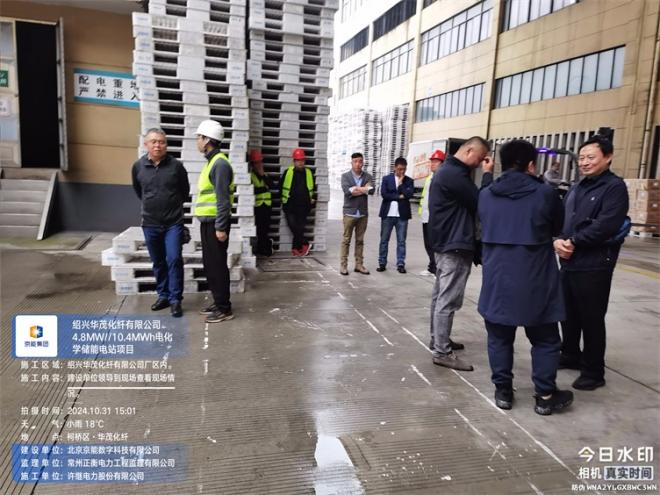 配电重地
严禁进入
京能集团
绍兴华茂化纤有限公司
4.8MW//10.4MWh电化
学储能电站项目
施工区域：绍兴华茂化纤有限公司厂区内。
施工内容：建设单位领导到现场查看现场情
况。
拍摄时间：2024.10.31 15:01
天 气：小雨 18℃
地 点：柯桥区·华茂化纤
建设单位：北京京能数字科技有限公司
监理单位：常州正衡电力工程监理有限公司
施工单位：许继电力股份有限公司
今日水印
相机 真实时间
防伪 WNA2YLGXBWC3WN